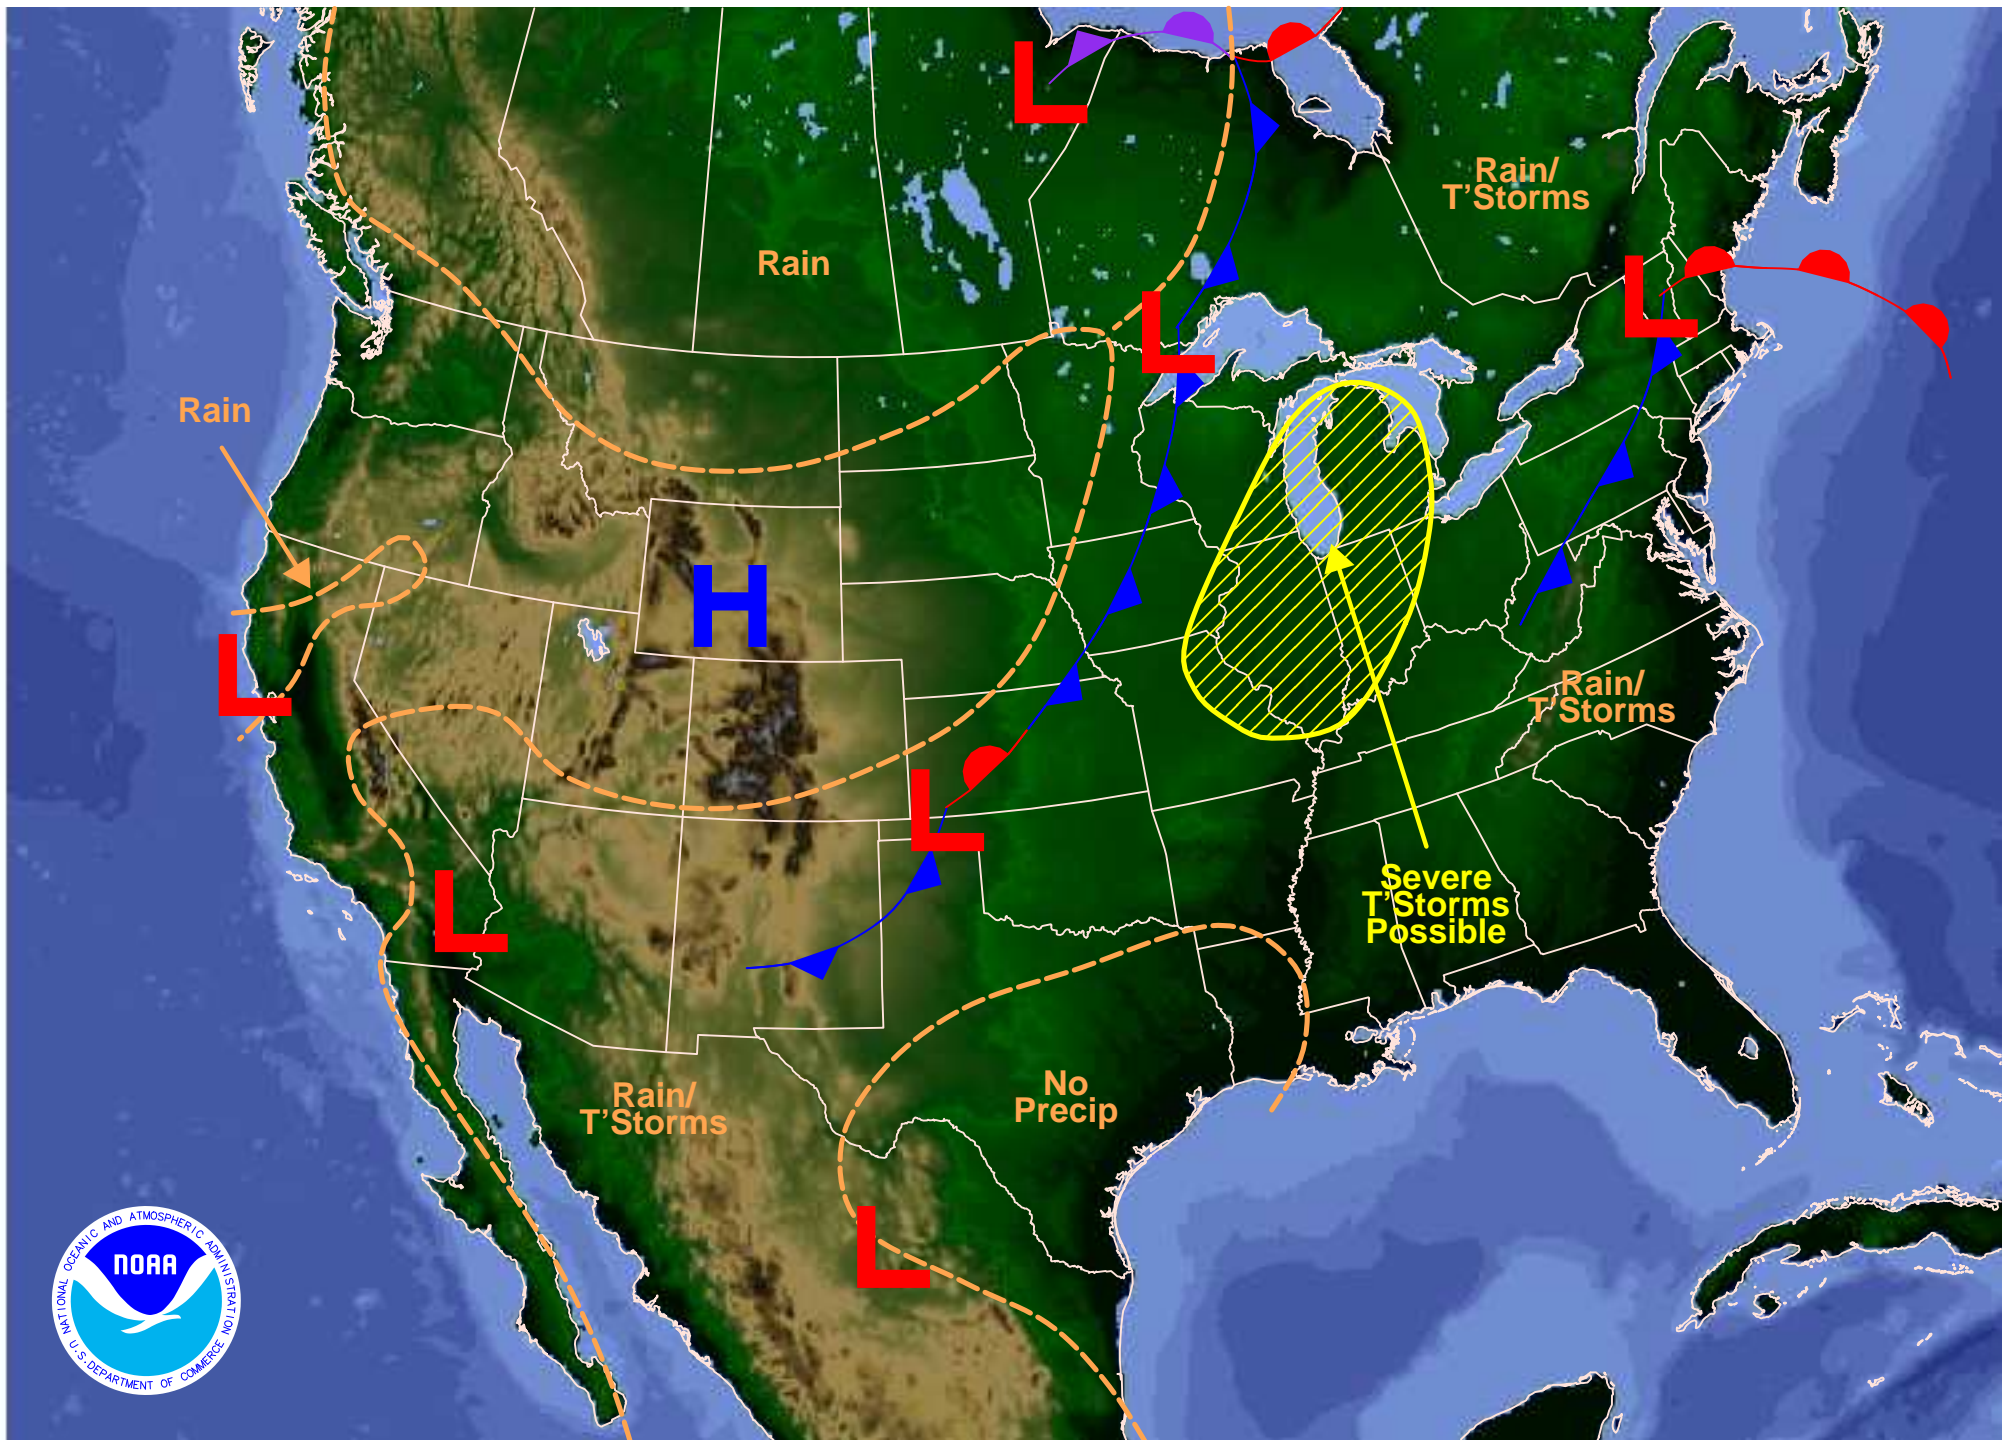 L
Rain/
T'Storms
Rain
L
L
Rain
H
L
Rain/
T'Storms
L
L
Severe
T'Storms
Possible
Rain/
T'Storms
No
Precip
L
NATIONAL OCEANIC AND ATMOSPHERIC ADMINISTRATION
NOAA
U.S. DEPARTMENT OF COMMERCE